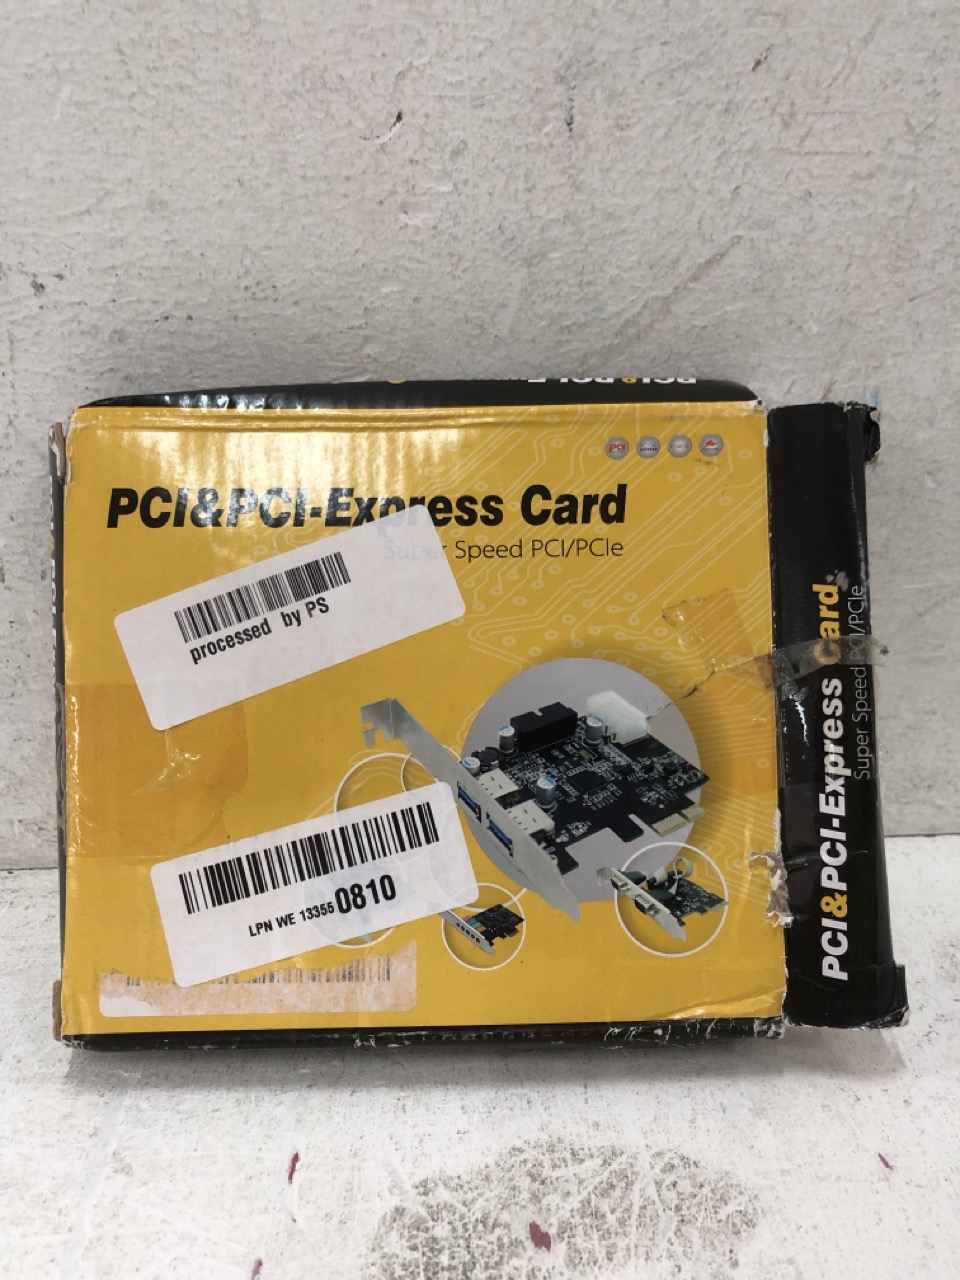 PCI&PCI-Express Card
Super Speed PCI/PCIe
processed by PS
LPN WE 13355 0810
PCI&PCI-Express Card
Super Speed PCI/PCIe